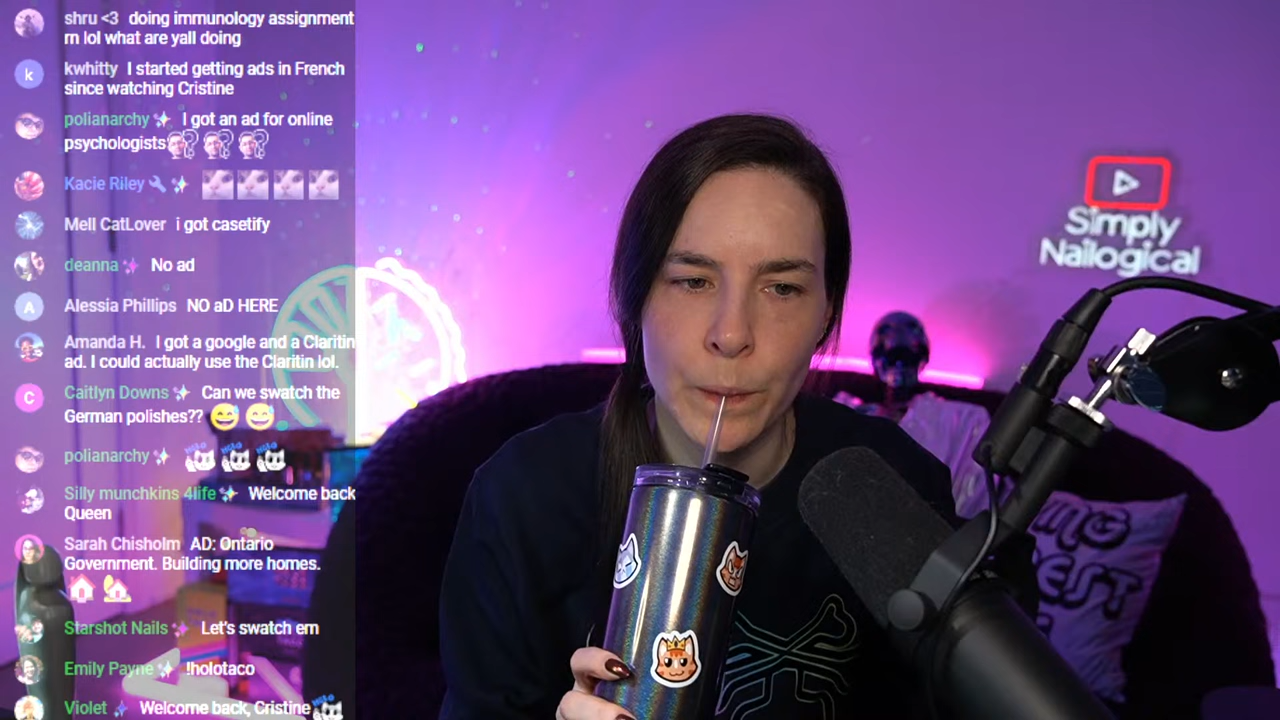 shru <3 doing immunology assignment
rn lol what are yall doing
kwhitty I started getting ads in French
since watching Cristine
polianarchy I got an ad for online
psychologists
Kacie Riley
Mell CatLover i got casetify
deanna No ad
Alessia Phillips NO aD HERE
Amanda H. I got a google and a Claritin
ad. I could actually use the Claritin lol.
Caitlyn Downs Can we swatch the
German polishes??
polianarchy
Silly munchkins 4life Welcome back
Queen
Sarah Chisholm AD: Ontario
Government. Building more homes.
Starshot Nails Let's swatch em
Emily Payne !holotaco
Violet Welcome back, Cristine
k
A
C
Simply
Nailogical